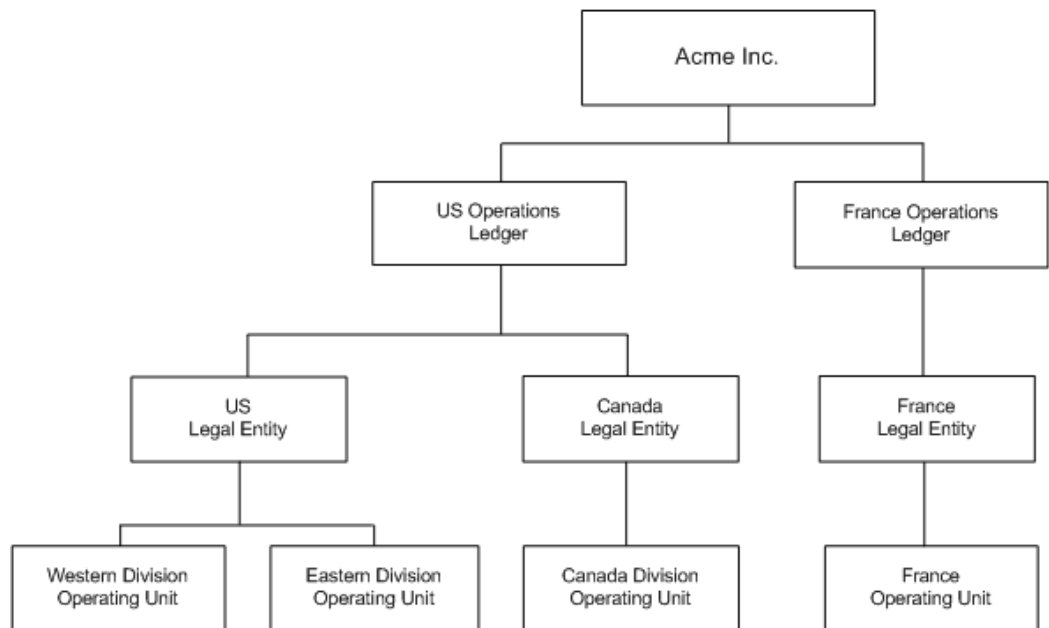 Acme Inc.
US Operations
Ledger
France Operations
Ledger
US
Legal Entity
Canada
Legal Entity
France
Legal Entity
Western Division
Operating Unit
Eastern Division
Operating Unit
Canada Division
Operating Unit
France
Operating Unit